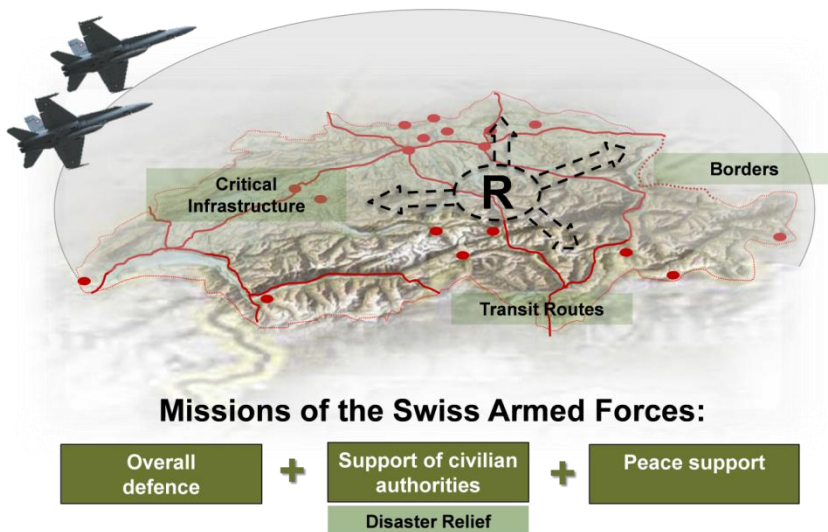 Critical
Infrastructure
R
Borders
Transit Routes
Missions of the Swiss Armed Forces:
Overall
defence
+
Support of civilian
authorities
+
Peace support
Disaster Relief